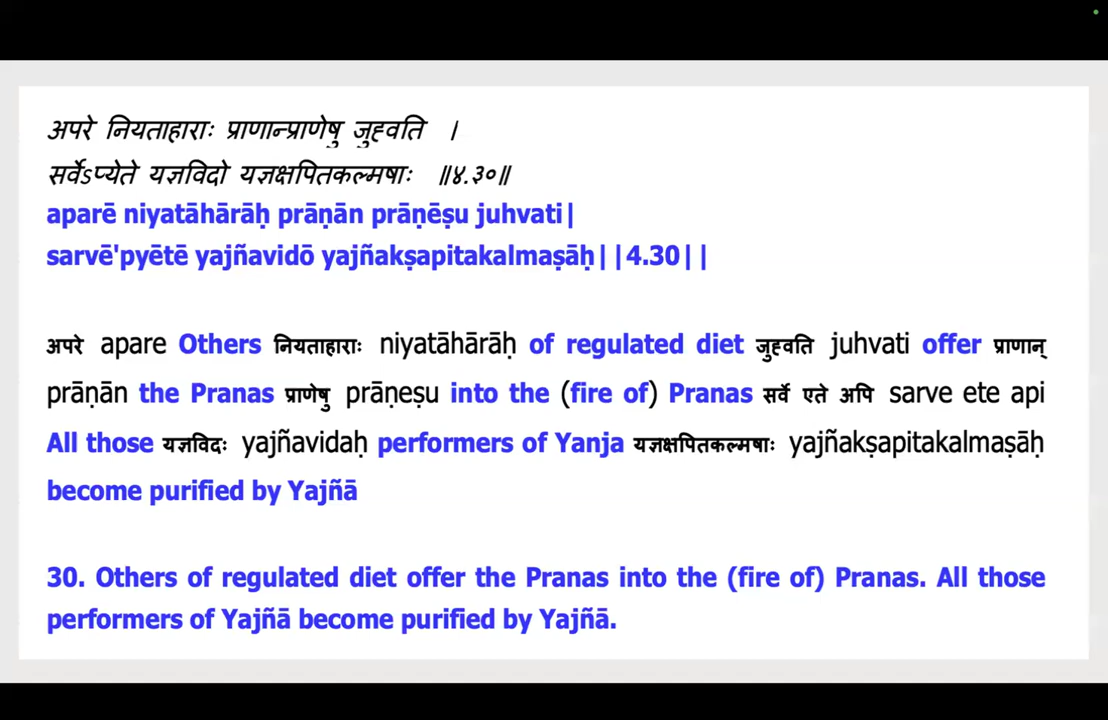 अपरे नियताहाराः प्राणान्प्राणेषु जुह्वति ।
सर्वेऽप्येते यज्ञविदो यज्ञक्षपितकल्मषाः ॥४.३०॥
aparē niyatāhārāḥ prāṇān prāṇēṣu juhvati|
sarvē'pyētē yajñavidō yajñakṣapitakalmaṣāḥ||4.30||
अपरे apare Others नियताहाराः niyatāhārāḥ of regulated diet जुह्वति juhvati offer प्राणान्
prāṇān the Pranas प्राणेषु prāṇeṣu into the (fire of) Pranas सर्वे एते अपि sarve ete api
All those यज्ञविदः yajñavidaḥ performers of Yanja यज्ञक्षपितकल्मषाः yajñakṣapitakalmaṣāḥ
become purified by Yajñā
30. Others of regulated diet offer the Pranas into the (fire of) Pranas. All those
performers of Yajñā become purified by Yajñā.